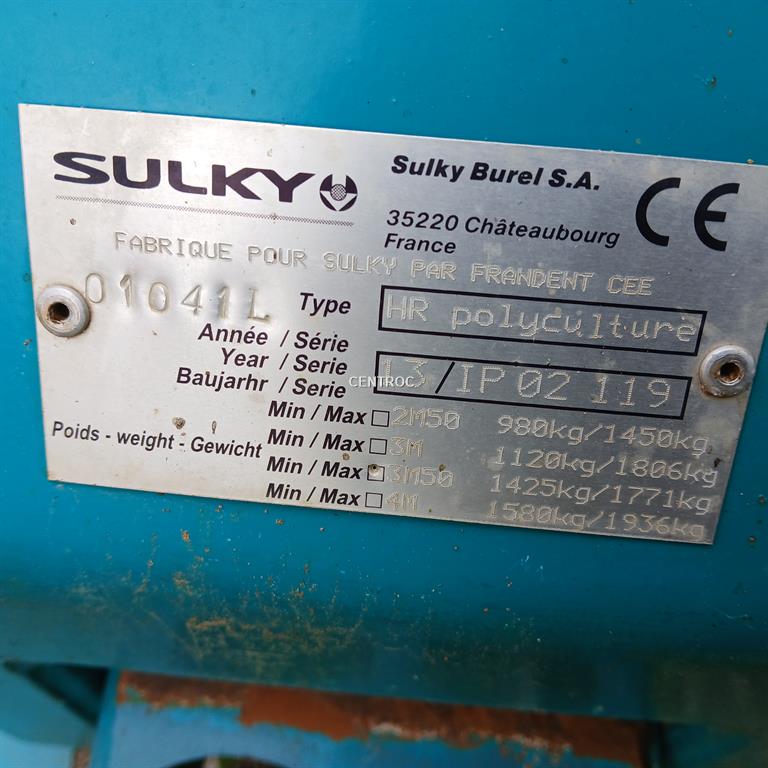 SULKY
Sulky Burel S.A.
35220 Châteaubourg
France
CE
FABRIQUE POUR SULKY PAR FRANDENT CEE
01041L
Type HR polyculture
Année / Série
Year / Serie 13/IP 02 119
Baujarhr / Serie
CENTROC
Poids - weight - Gewicht
Min / Max 2M50 980kg/1450kg
Min / Max 3M 1120kg/1806kg
Min / Max 3M50 1425kg/1771kg
Min / Max 4M 1580kg/1936kg